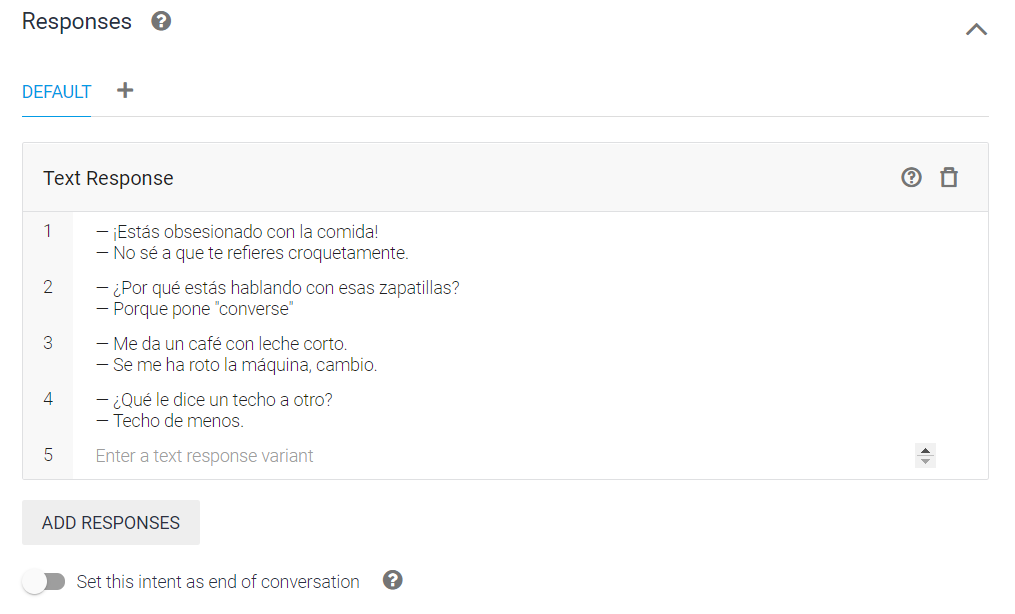 Responses
DEFAULT +
Text Response
1 — ¡Estás obsesionado con la comida!
— No sé a que te refieres croquetamente.
2 — ¿Por qué estás hablando con esas zapatillas?
— Porque pone "converse"
3 — Me da un café con leche corto.
— Se me ha roto la máquina, cambio.
4 — ¿Qué le dice un techo a otro?
— Techo de menos.
5 Enter a text response variant
ADD RESPONSES
Set this intent as end of conversation